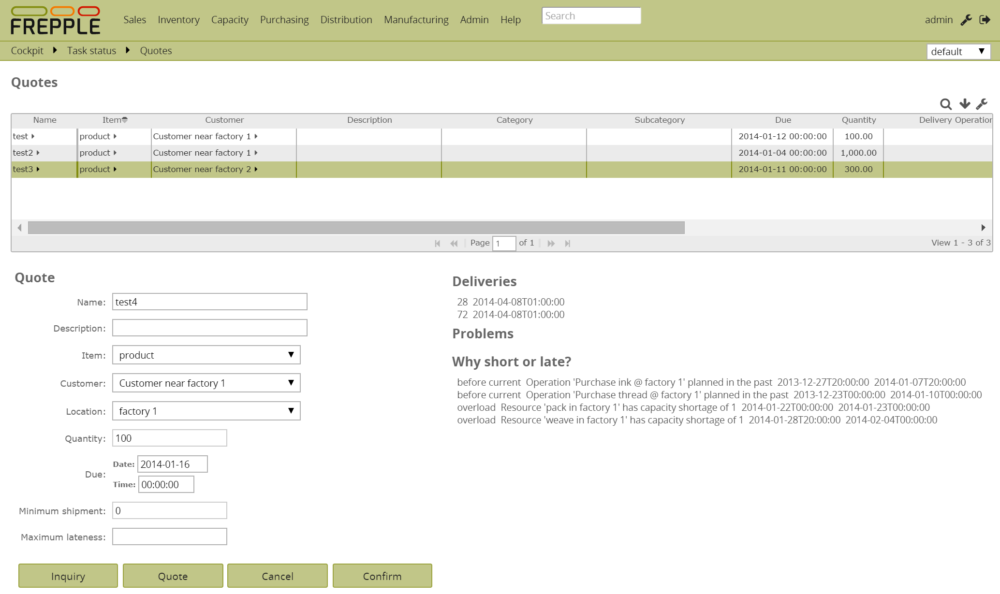 FREPPLE
Sales Inventory Capacity Purchasing Distribution Manufacturing Admin Help Search admin
Cockpit Task status Quotes default
Quotes
Name Item Customer Description Category Subcategory Due Quantity Delivery Operation
test product Customer near factory 1 2014-01-12 00:00:00 100.00
test2 product Customer near factory 1 2014-01-04 00:00:00 1,000.00
test3 product Customer near factory 2 2014-01-11 00:00:00 300.00
Page 1 of 1 View 1 - 3 of 3
Quote
Name: test4
Description:
Item: product
Customer: Customer near factory 1
Location: factory 1
Quantity: 100
Due: Date: 2014-01-16
Time: 00:00:00
Minimum shipment: 0
Maximum lateness:
Inquiry Quote Cancel Confirm
Deliveries
28 2014-04-08T01:00:00
72 2014-04-08T01:00:00
Problems
Why short or late?
before current Operation 'Purchase ink @ factory 1' planned in the past 2013-12-27T20:00:00 2014-01-07T20:00:00
before current Operation 'Purchase thread @ factory 1' planned in the past 2013-12-23T00:00:00 2014-01-10T00:00:00
overload Resource 'pack in factory 1' has capacity shortage of 1 2014-01-22T00:00:00 2014-01-23T00:00:00
overload Resource 'weave in factory 1' has capacity shortage of 1 2014-01-28T20:00:00 2014-02-04T00:00:00